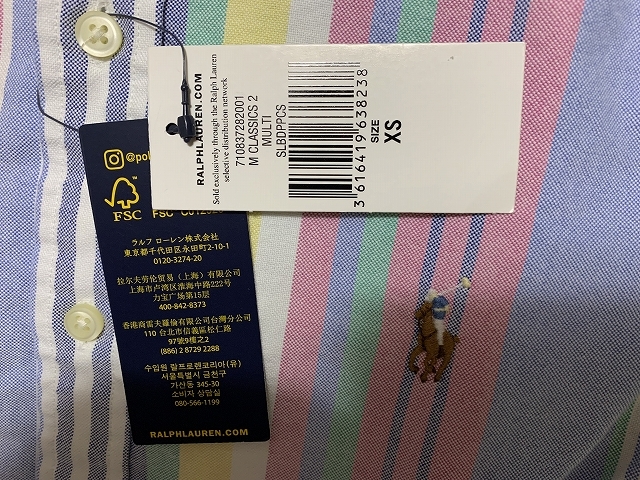 RALPHLAUREN.COM
Sold exclusively through the Ralph Lauren
selective distribution network
710837282001
M CLASSICS 2
MULTI
SLBDPPCS
3 616419 638238
SIZE
XS
@pol
FSC
FSC
ラルフ ローレン株式会社
東京都千代田区永田町2-10-1
0120-3274-20
拉尔夫劳伦贸易（上海）有限公司
上海市卢湾区淮海中路222号
力宝广场第15层
400-842-8373
香港商雷夫羅倫有限公司台灣分公司
110 台北市信義區松仁路
97號9樓之2
(886) 2 8729 2288
수입원 랄프로렌코리아(유)
서울특별시 금천구
가산동 345-30
소비자 상담실
080-566-1199
RALPHLAUREN.COM